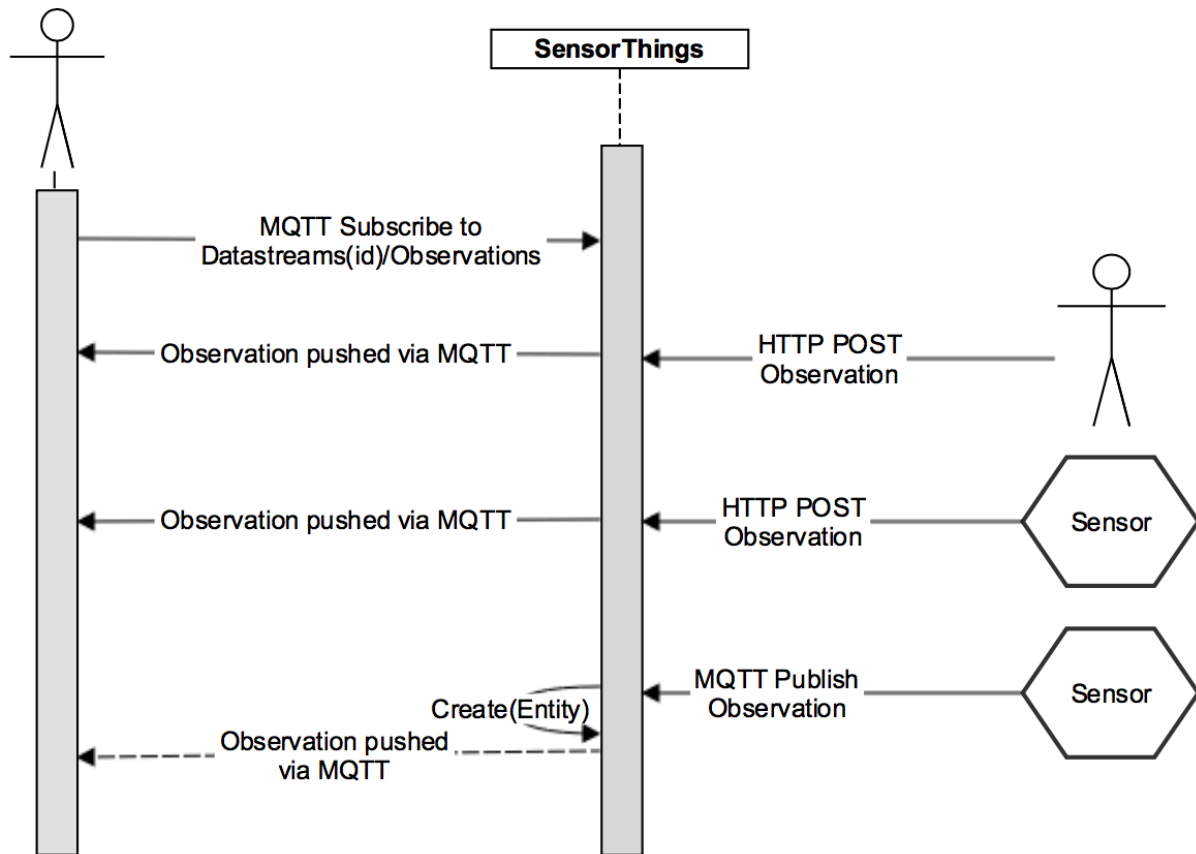 SensorThings
MQTT Subscribe to
Datastreams(id)/Observations
Observation pushed via MQTT
HTTP POST
Observation
Observation pushed via MQTT
HTTP POST
Observation
Sensor
MQTT Publish
Observation
Sensor
Create(Entity)
Observation pushed
via MQTT